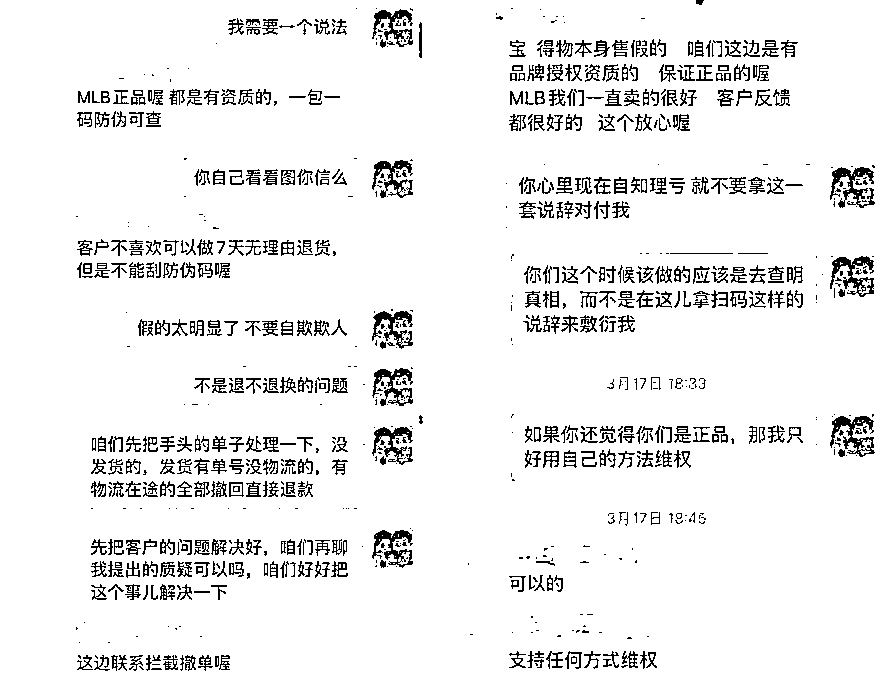 我需要一个说法
MLB正品喔 都是有资质的，一包一
码防伪可查
你自己看看图你信么
客户不喜欢可以做7天无理由退货，
但是不能刮防伪码喔
假的太明显了 不要自欺欺人
不是退不退换的问题
咱们先把手头的单子处理一下，没
发货的，发货有单号没物流的，有
物流在途的全部撤回直接退款
先把客户的问题解决好，咱们再聊
我提出的质疑可以吗，咱们好好把
这个事儿解决一下
这边联系拦截撤单喔
宝 得物本身售假的 咱们这边是有
品牌授权资质的 保证正品的喔
MLB我们一直卖的很好 客户反馈
都很好的 这个放心喔
你心里现在自知理亏 就不要拿这一
套说辞对付我
你们这个时候该做的应该是去查明
真相，而不是在这儿拿扫码这样的
说辞来敷衍我
3月17日 18:33
如果你还觉得你们是正品，那我只
好用自己的方法维权
3月17日 18:45
可以的
支持任何方式维权